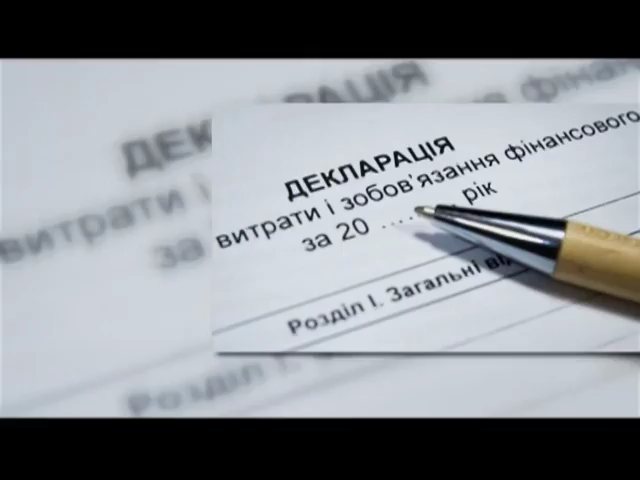 ДЕКЛАРАЦІЯ
витрати і зобов'язання фінансового
за 20 ..... рік
Розділ I. Загальні